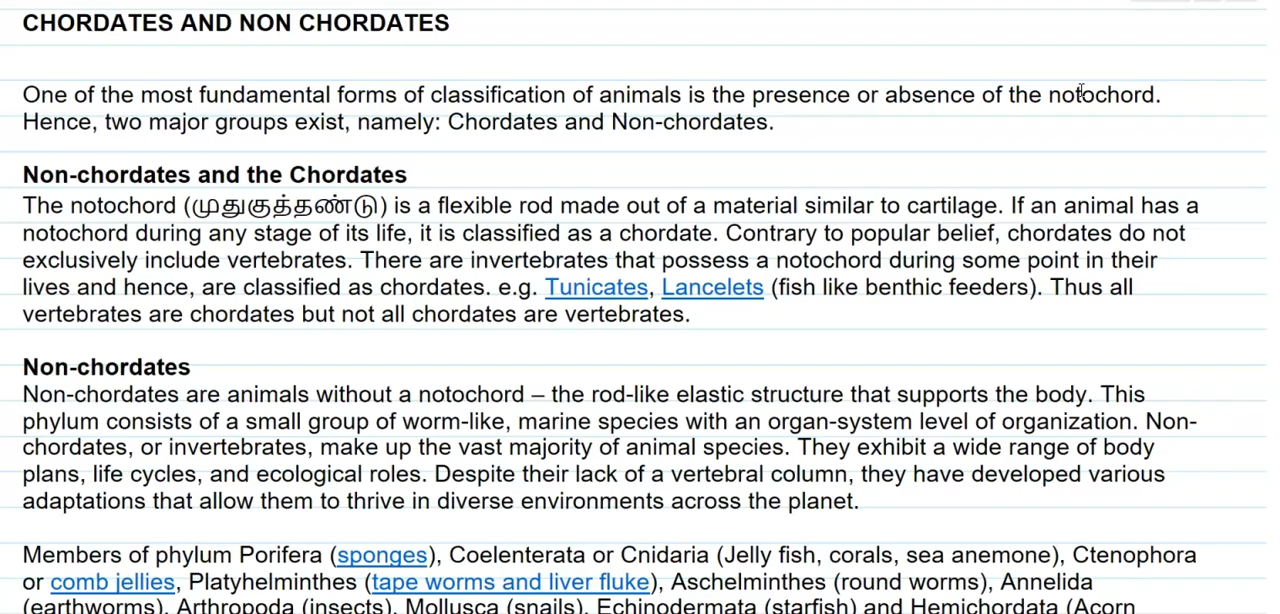 CHORDATES AND NON CHORDATES
One of the most fundamental forms of classification of animals is the presence or absence of the notochord.
Hence, two major groups exist, namely: Chordates and Non-chordates.
Non-chordates and the Chordates
The notochord (முதுகுத்தண்டு) is a flexible rod made out of a material similar to cartilage. If an animal has a
notochord during any stage of its life, it is classified as a chordate. Contrary to popular belief, chordates do not
exclusively include vertebrates. There are invertebrates that possess a notochord during some point in their
lives and hence, are classified as chordates. e.g. Tunicates, Lancelets (fish like benthic feeders). Thus all
vertebrates are chordates but not all chordates are vertebrates.
Non-chordates
Non-chordates are animals without a notochord – the rod-like elastic structure that supports the body. This
phylum consists of a small group of worm-like, marine species with an organ-system level of organization. Non-
chordates, or invertebrates, make up the vast majority of animal species. They exhibit a wide range of body
plans, life cycles, and ecological roles. Despite their lack of a vertebral column, they have developed various
adaptations that allow them to thrive in diverse environments across the planet.
Members of phylum Porifera (sponges), Coelenterata or Cnidaria (Jelly fish, corals, sea anemone), Ctenophora
or comb jellies, Platyhelminthes (tape worms and liver fluke), Aschelminthes (round worms), Annelida
(earthworms), Arthropoda (insects), Mollusca (snails), Echinodermata (starfish) and Hemichordata (Acorn